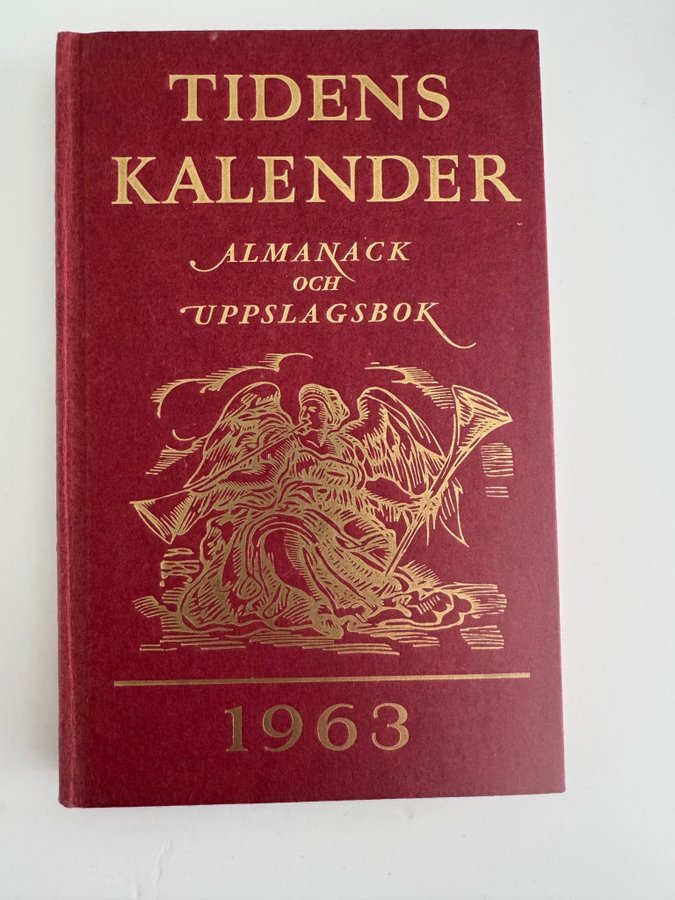 TIDENS
KALENDER
ALMANACK
OCH
UPPSLAGSBOK
1963